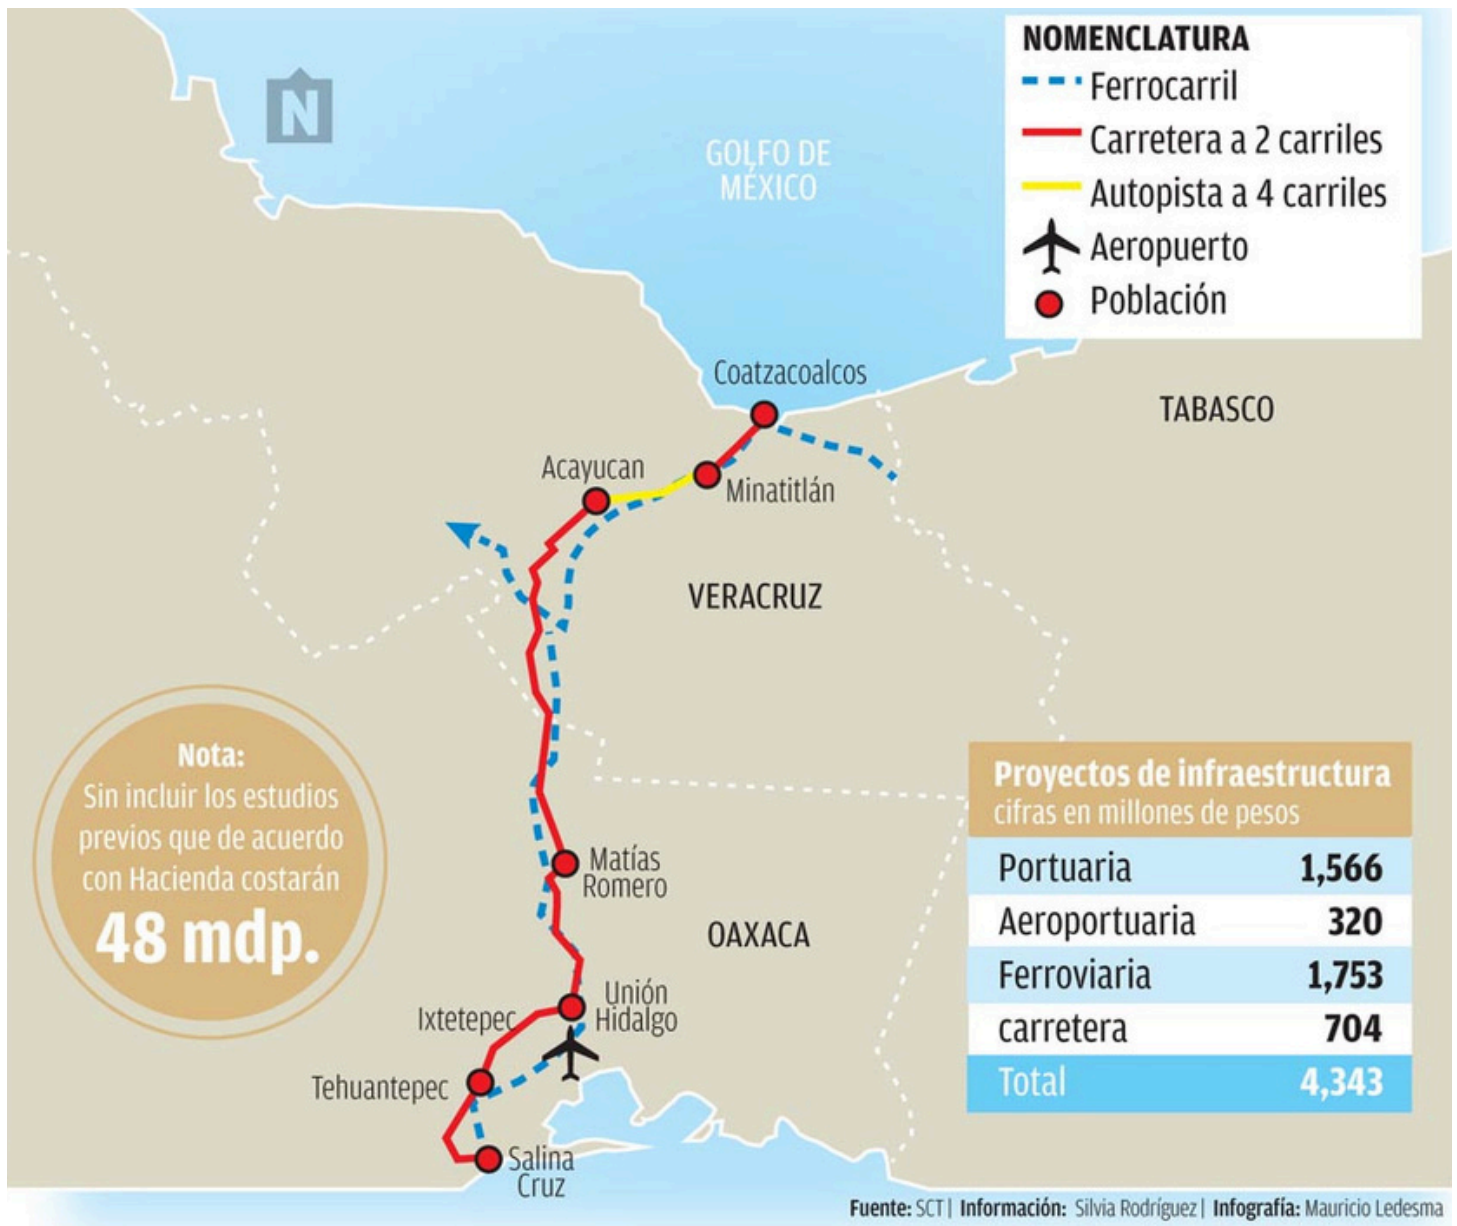 NOMENCLATURA
Ferrocarril
Carretera a 2 carriles
Autopista a 4 carriles
Aeropuerto
Población
N
GOLFO DE
MÉXICO
Coatzacoalcos
TABASCO
Acayucan
Minatitlán
VERACRUZ
Nota:
Sin incluir los estudios
previos que de acuerdo
con Hacienda costarán
48 mdp.
Matías
Romero
OAXACA
Unión
Hidalgo
Ixtetepec
Tehuantepec
Salina
Cruz
Proyectos de infraestructura
cifras en millones de pesos
Portuaria 1,566
Aeroportuaria 320
Ferroviaria 1,753
carretera 704
Total 4,343
Fuente: SCT | Información: Silvia Rodríguez | Infografía: Mauricio Ledesma